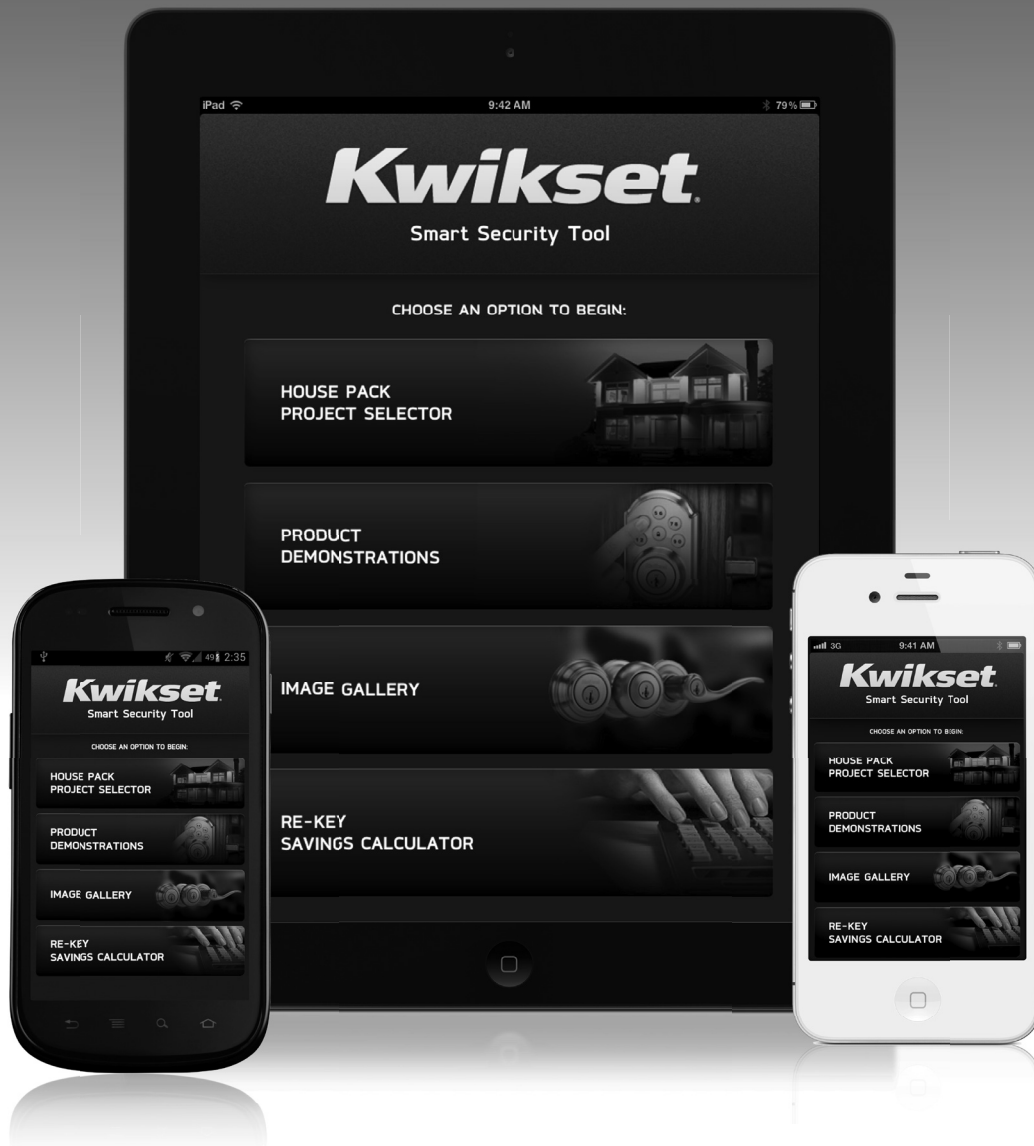 iPad 9:42 AM 79%
Kwikset.
Smart Security Tool
CHOOSE AN OPTION TO BEGIN:
HOUSE PACK
PROJECT SELECTOR
PRODUCT
DEMONSTRATIONS
IMAGE GALLERY
RE-KEY
SAVINGS CALCULATOR
49 2:35
Kwikset
Smart Security Tool
CHOOSE AN OPTION TO BEGIN:
HOUSE PACK
PROJECT SELECTOR
PRODUCT
DEMONSTRATIONS
IMAGE GALLERY
RE-KEY
SAVINGS CALCULATOR
3G 9:41 AM
Kwikset.
Smart Security Tool
CHOOSE AN OPTION TO BEGIN:
HOUSE PACK
PROJECT SELECTOR
PRODUCT
DEMONSTRATIONS
IMAGE GALLERY
RE-KEY
SAVINGS CALCULATOR